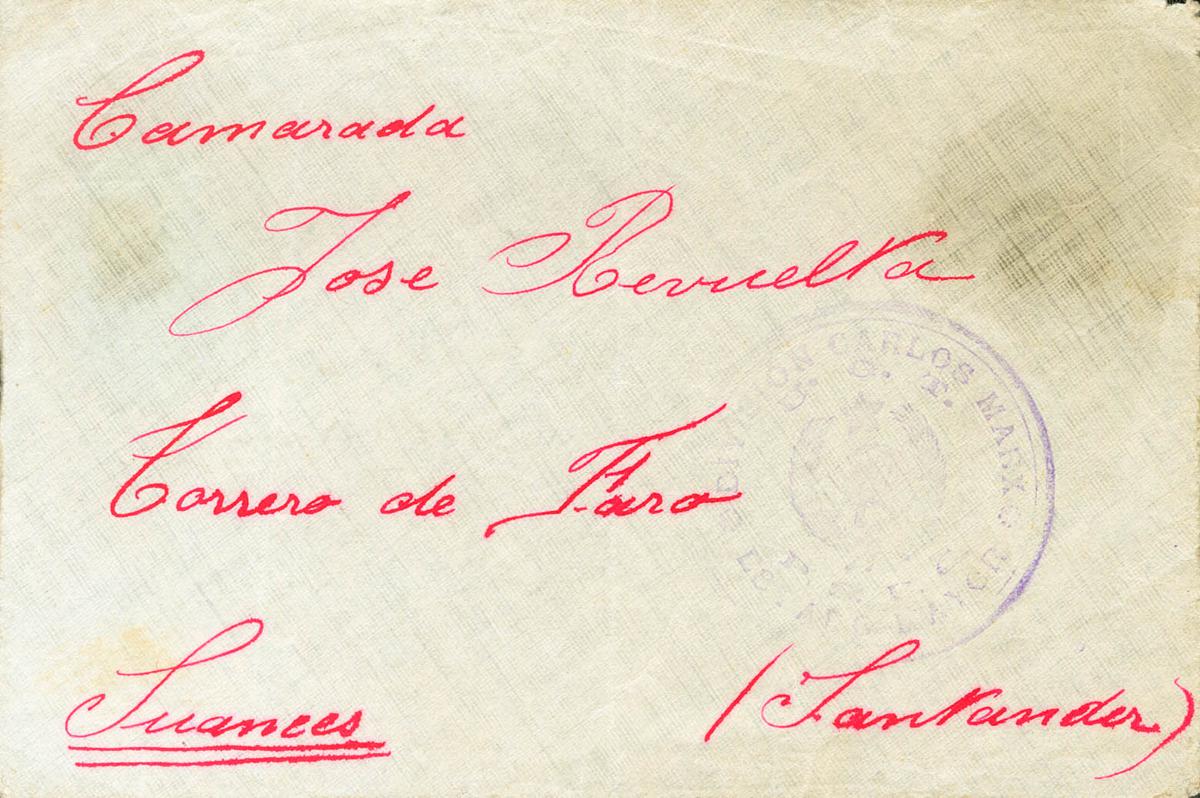 Camarada
Jose Revuelta
DIVISION CARLOS MARX
U. G. T.
Torrero de Faro
P. S. U. C.
ESTADO MAYOR
Suances
(Santander)